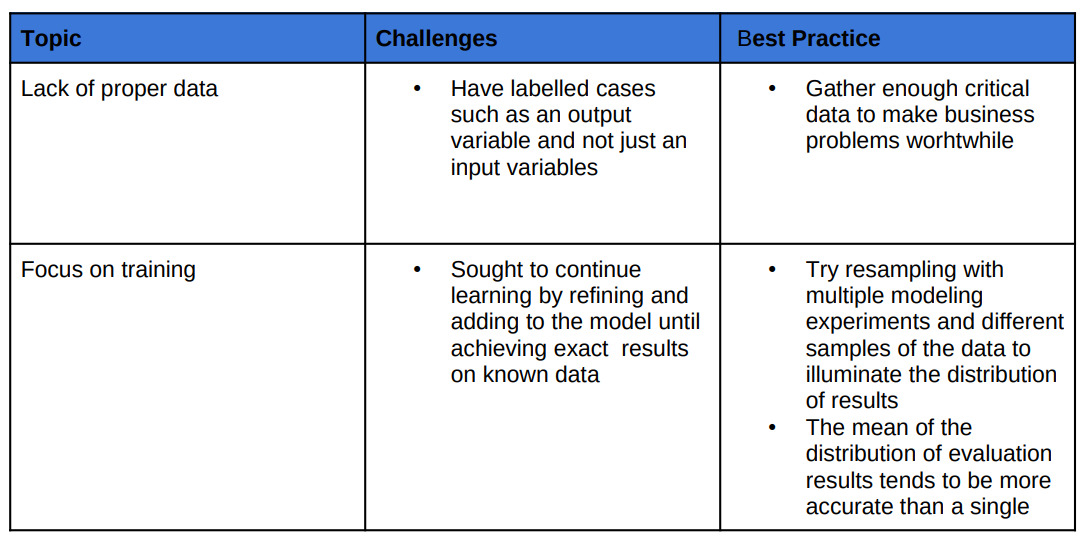 Topic
Challenges
Best Practice
Lack of proper data
• Have labelled cases
such as an output
variable and not just an
input variables
• Gather enough critical
data to make business
problems worhtwhile
Focus on training
• Sought to continue
learning by refining and
adding to the model until
achieving exact  results
on known data
• Try resampling with
multiple modeling
experiments and different
samples of the data to
illuminate the distribution
of results
• The mean of the
distribution of evaluation
results tends to be more
accurate than a single